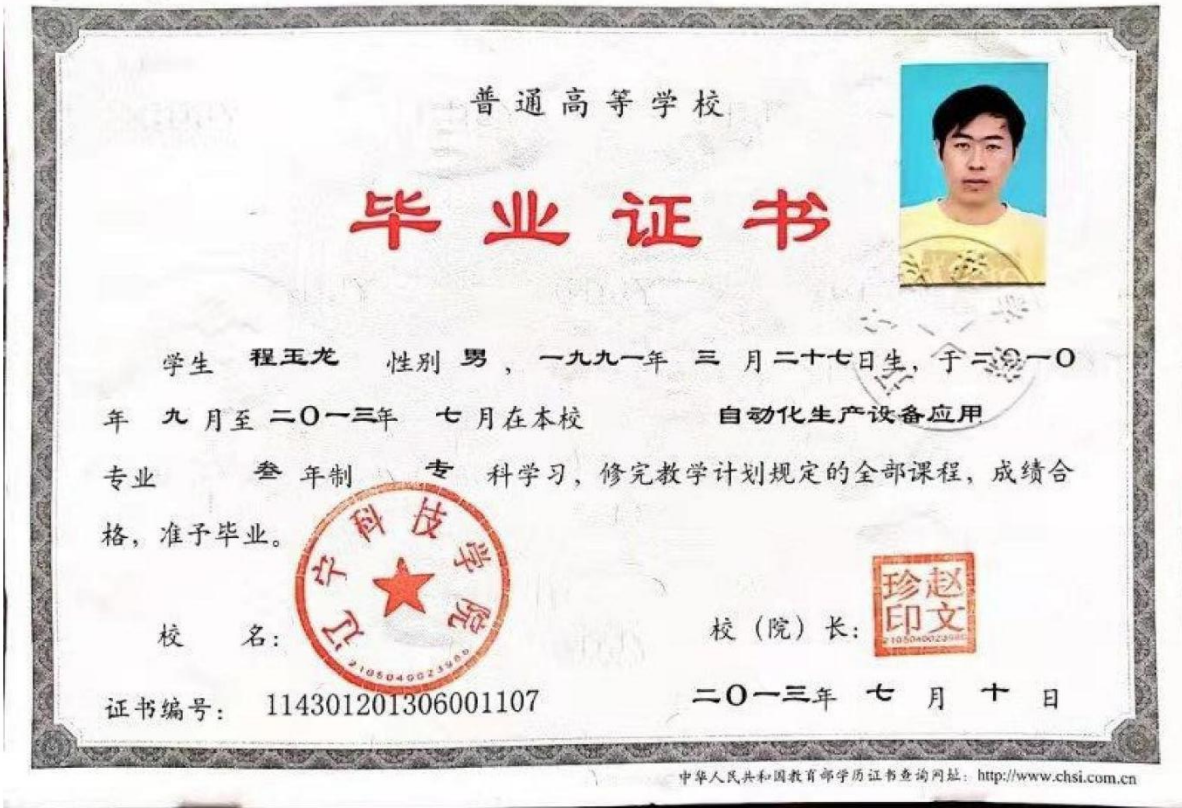 普通高等学校
毕业证书
学生 程玉龙 性别 男 ，一九九一年 三 月二十七日生，于二〇一〇
年 九 月至 二〇一三年 七 月在本校 自动化生产设备应用
专业 叁 年制 专 科学习，修完教学计划规定的全部课程，成绩合
格，准予毕业。
辽宁科技学院
2105040023986
校 名：
校（院）长：
赵文珍印
2105040023986
证书编号： 114301201306001107
二〇一三年 七 月 十 日
中华人民共和国教育部学历证书查询网址：http://www.chsi.com.cn